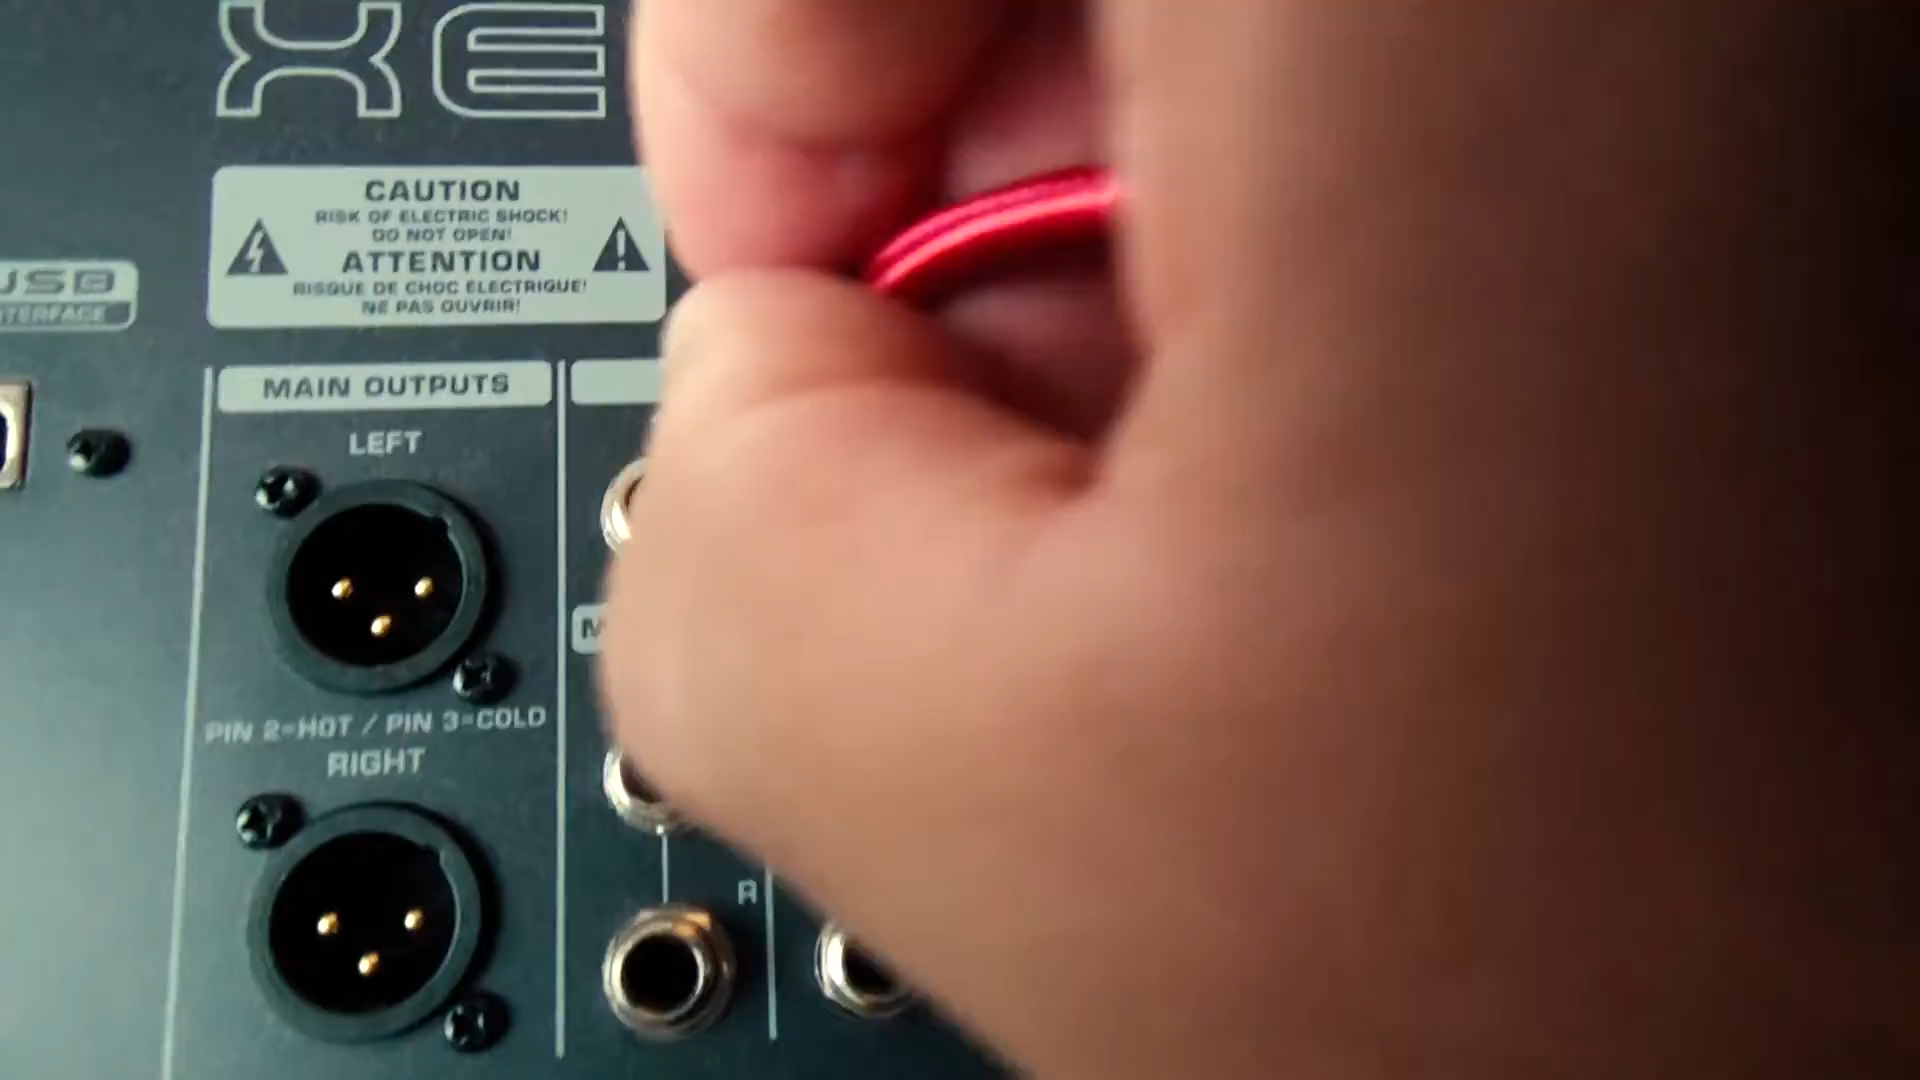 XE
CAUTION
RISK OF ELECTRIC SHOCK!
DO NOT OPEN!
ATTENTION
RISQUE DE CHOC ELECTRIQUE!
NE PAS OUVRIR!
USB
INTERFACE
MAIN OUTPUTS
LEFT
M
PIN 2=HOT / PIN 3=COLD
RIGHT
R